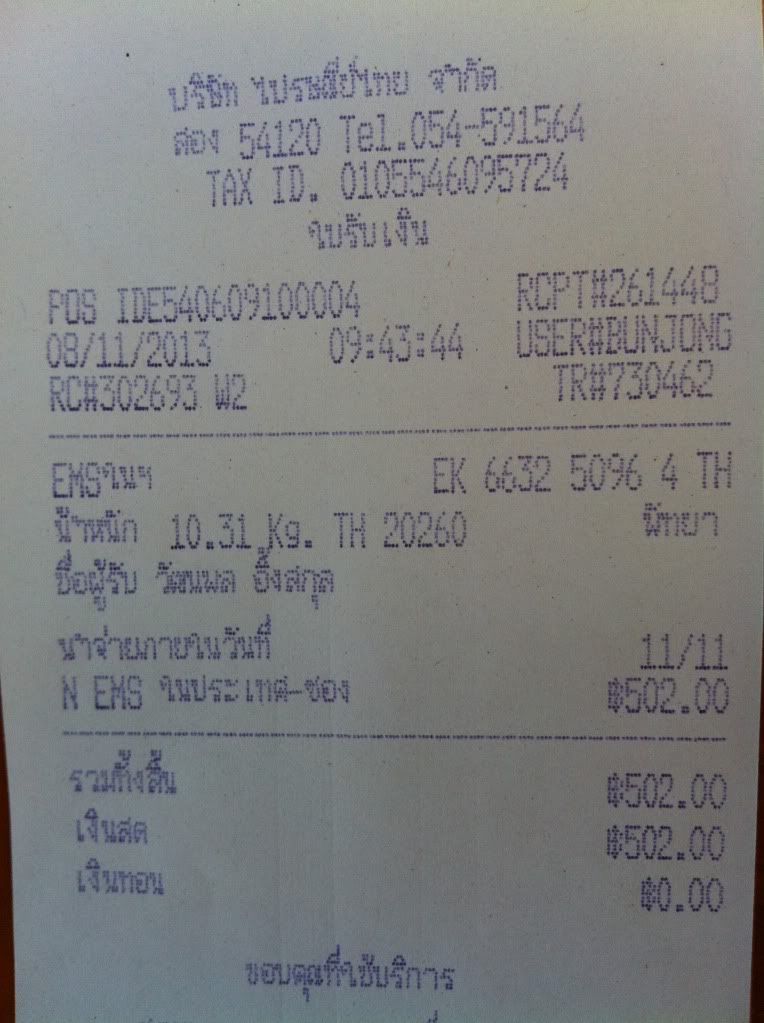 บริษัท ไปรษณีย์ไทย จำกัด
สอง 54120 Tel.054-591564
TAX ID. 0105546095724
ใบรับเงิน
POS IDE540609100004 RCPT#261448
08/11/2013 09:43:44 USER#BUNJONG
RC#302693 W2 TR#730462
EMSในฯ EK 6632 5096 4 TH
น้ำหนัก 10.31 Kg. TH 20260 พัทยา
ชื่อผู้รับ วัฒนพล อึ้งสกุล
นำจ่ายภายในวันที่ 11/11
N EMS ในประเทศ-ซอง ฿502.00
รวมทั้งสิ้น ฿502.00
เงินสด ฿502.00
เงินทอน ฿0.00
ขอบคุณที่ใช้บริการ